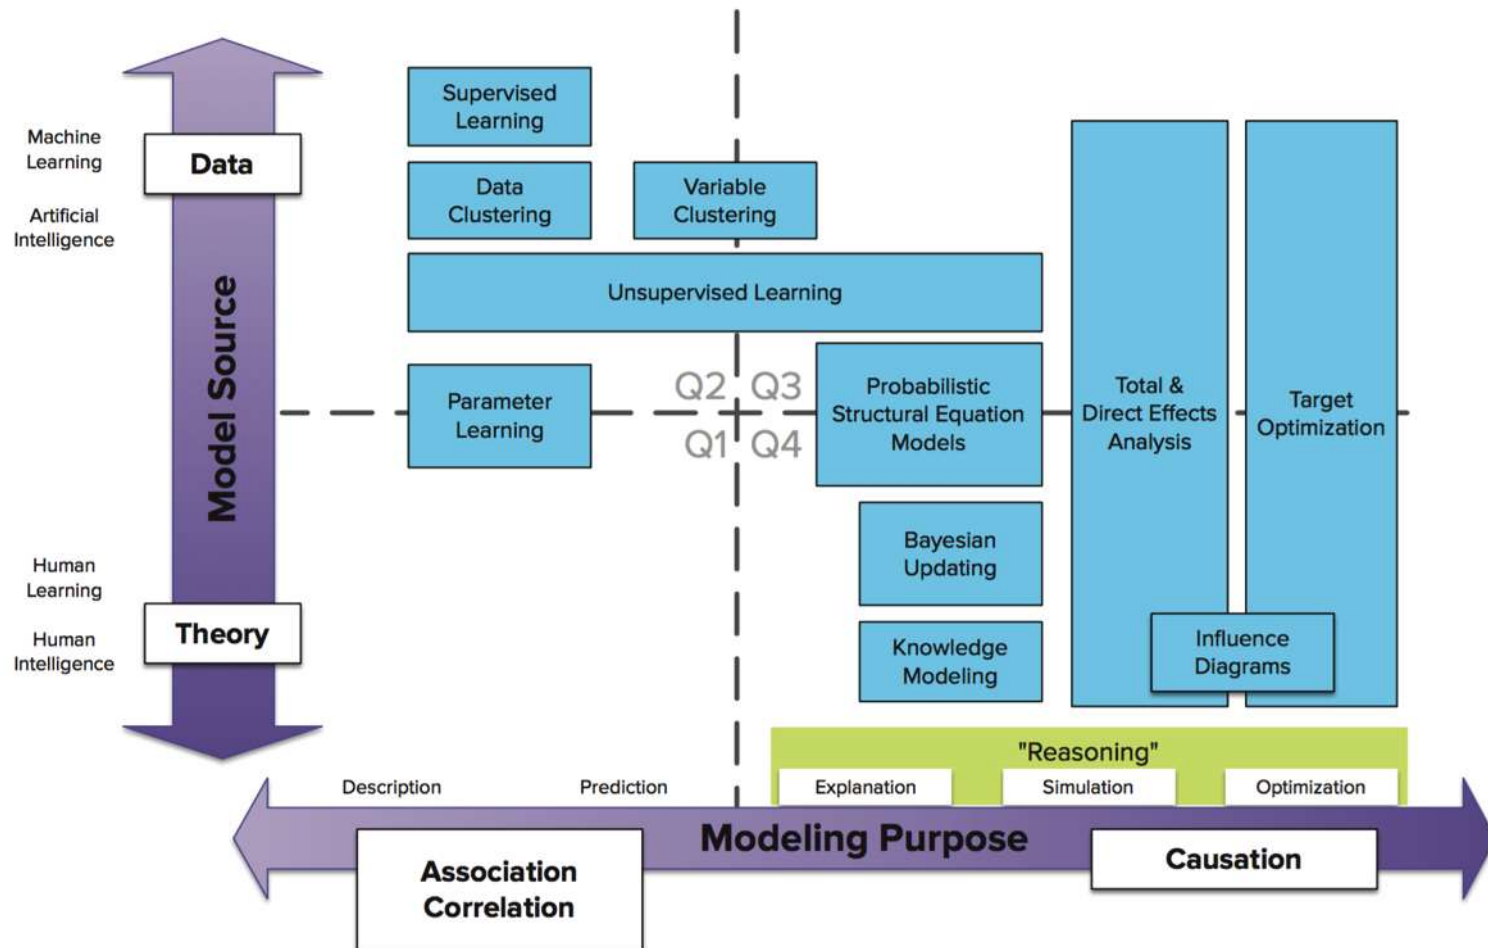 Supervised
Learning
Machine
Learning
Data
Data
Clustering
Variable
Clustering
Artificial
Intelligence
Unsupervised Learning
Model Source
Parameter
Learning
Q2
Q3
Q1
Q4
Probabilistic
Structural Equation
Models
Total &
Direct Effects
Analysis
Target
Optimization
Bayesian
Updating
Human
Learning
Theory
Human
Intelligence
Knowledge
Modeling
Influence
Diagrams
"Reasoning"
Description
Prediction
Explanation
Simulation
Optimization
Modeling Purpose
Association
Correlation
Causation